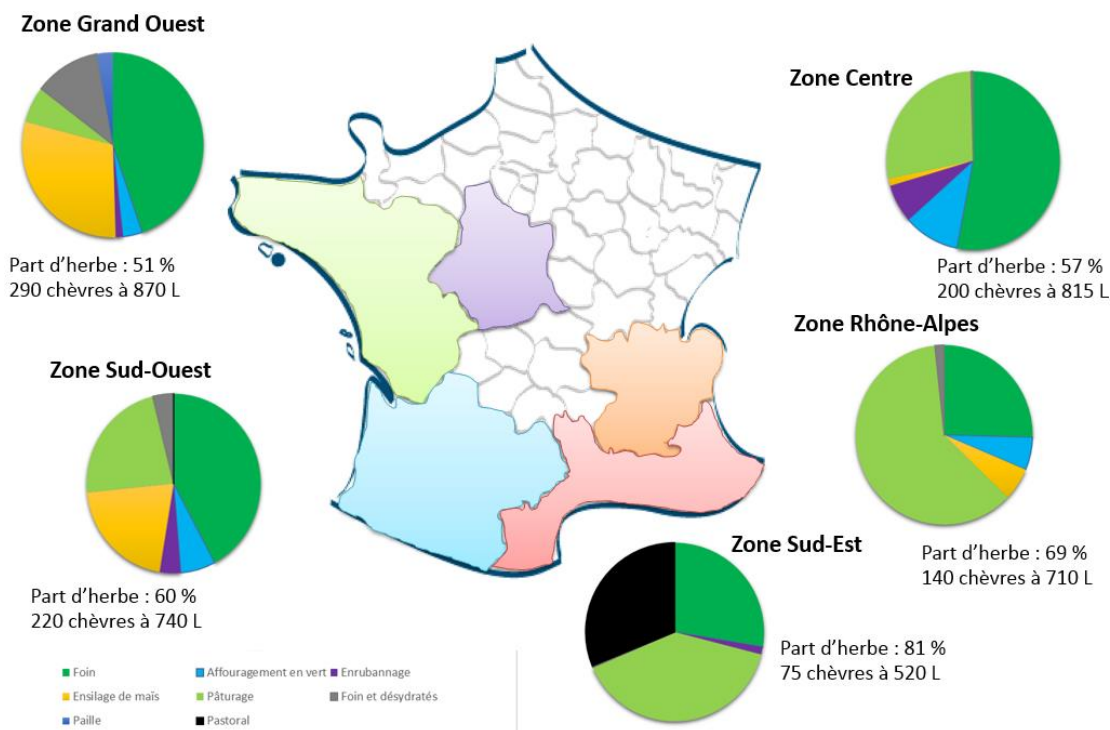 Zone Grand Ouest
Part d'herbe : 51 %
290 chèvres à 870 L
Zone Centre
Part d'herbe : 57 %
200 chèvres à 815 L
Zone Rhône-Alpes
Part d'herbe : 69 %
140 chèvres à 710 L
Zone Sud-Ouest
Part d'herbe : 60 %
220 chèvres à 740 L
Zone Sud-Est
Part d'herbe : 81 %
75 chèvres à 520 L
Foin Affouragement en vert Enrubannage
Ensilage de maïs Pâturage Foin et désydratés
Paille Pastoral